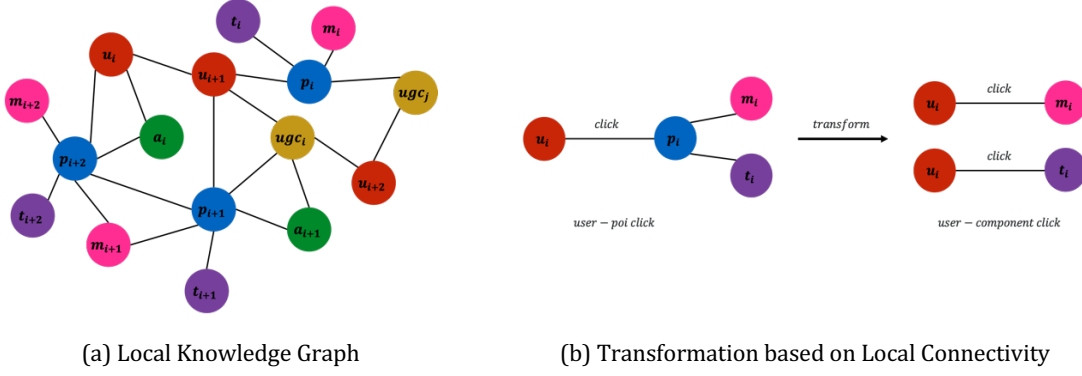 t_i
m_i
u_i
u_{i+1}
p_i
ugc_j
m_{i+2}
a_i
ugc_i
p_{i+2}
u_{i+2}
t_{i+2}
p_{i+1}
m_{i+1}
a_{i+1}
t_{i+1}
(a) Local Knowledge Graph
u_i
click
p_i
m_i
t_i
user – poi click
transform
u_i
click
m_i
u_i
click
t_i
user – component click
(b) Transformation based on Local Connectivity